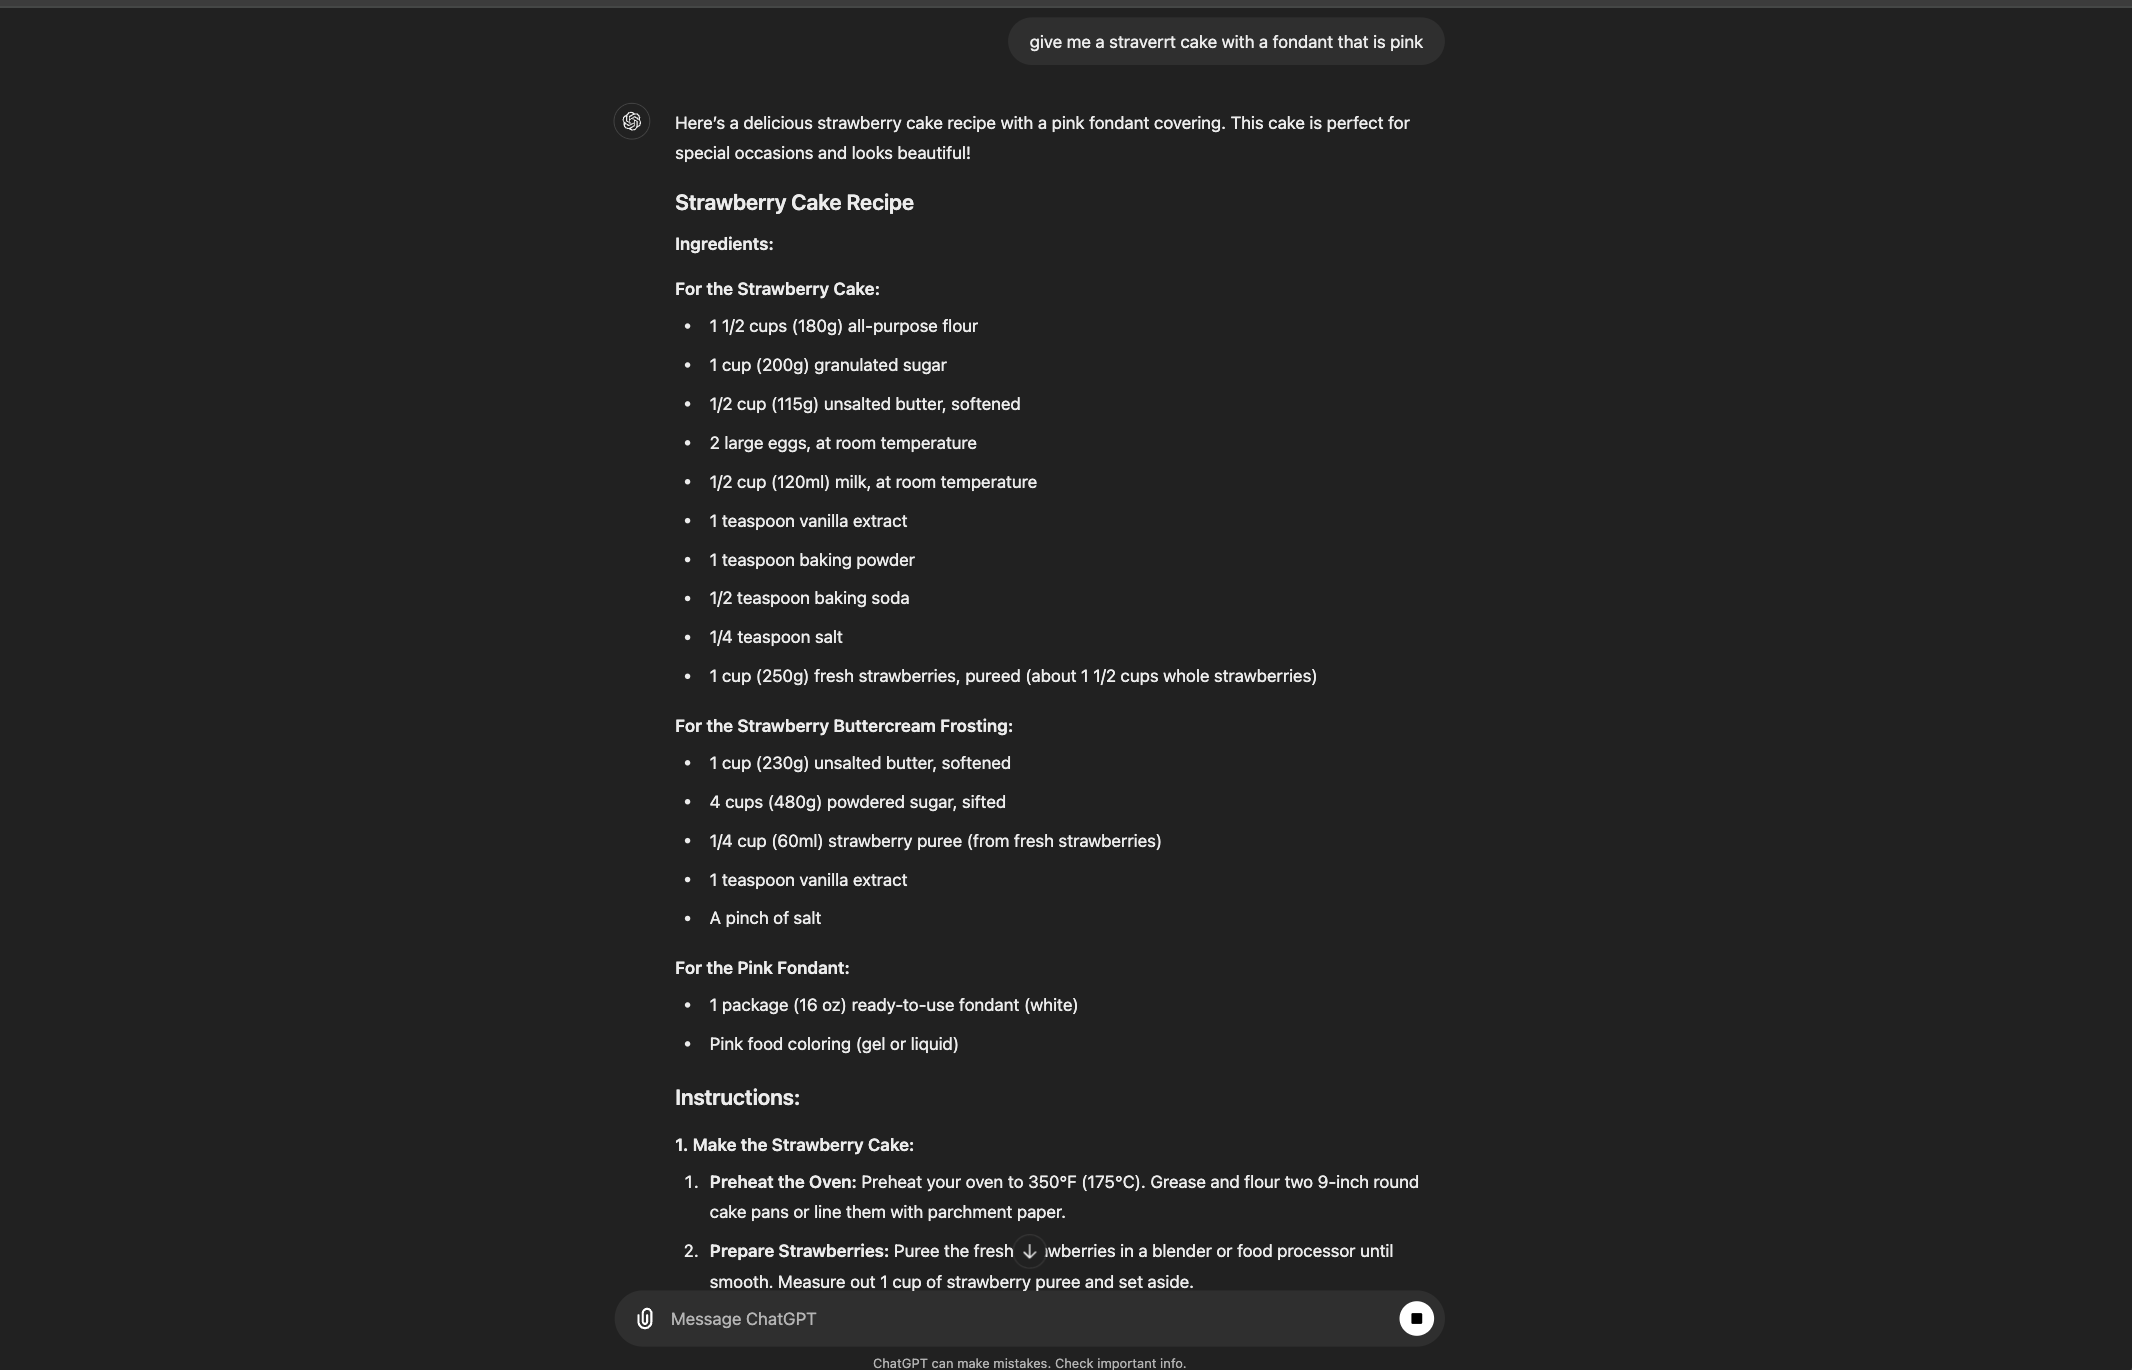 give me a straverrt cake with a fondant that is pink
Here's a delicious strawberry cake recipe with a pink fondant covering. This cake is perfect for
special occasions and looks beautiful!
Strawberry Cake Recipe
Ingredients:
For the Strawberry Cake:
• 1 1/2 cups (180g) all-purpose flour
• 1 cup (200g) granulated sugar
• 1/2 cup (115g) unsalted butter, softened
• 2 large eggs, at room temperature
• 1/2 cup (120ml) milk, at room temperature
• 1 teaspoon vanilla extract
• 1 teaspoon baking powder
• 1/2 teaspoon baking soda
• 1/4 teaspoon salt
• 1 cup (250g) fresh strawberries, pureed (about 1 1/2 cups whole strawberries)
For the Strawberry Buttercream Frosting:
• 1 cup (230g) unsalted butter, softened
• 4 cups (480g) powdered sugar, sifted
• 1/4 cup (60ml) strawberry puree (from fresh strawberries)
• 1 teaspoon vanilla extract
• A pinch of salt
For the Pink Fondant:
• 1 package (16 oz) ready-to-use fondant (white)
• Pink food coloring (gel or liquid)
Instructions:
1. Make the Strawberry Cake:
1. Preheat the Oven: Preheat your oven to 350°F (175°C). Grease and flour two 9-inch round
cake pans or line them with parchment paper.
2. Prepare Strawberries: Puree the fresh wberries in a blender or food processor until
smooth. Measure out 1 cup of strawberry puree and set aside.
Message ChatGPT
ChatGPT can make mistakes. Check important info.